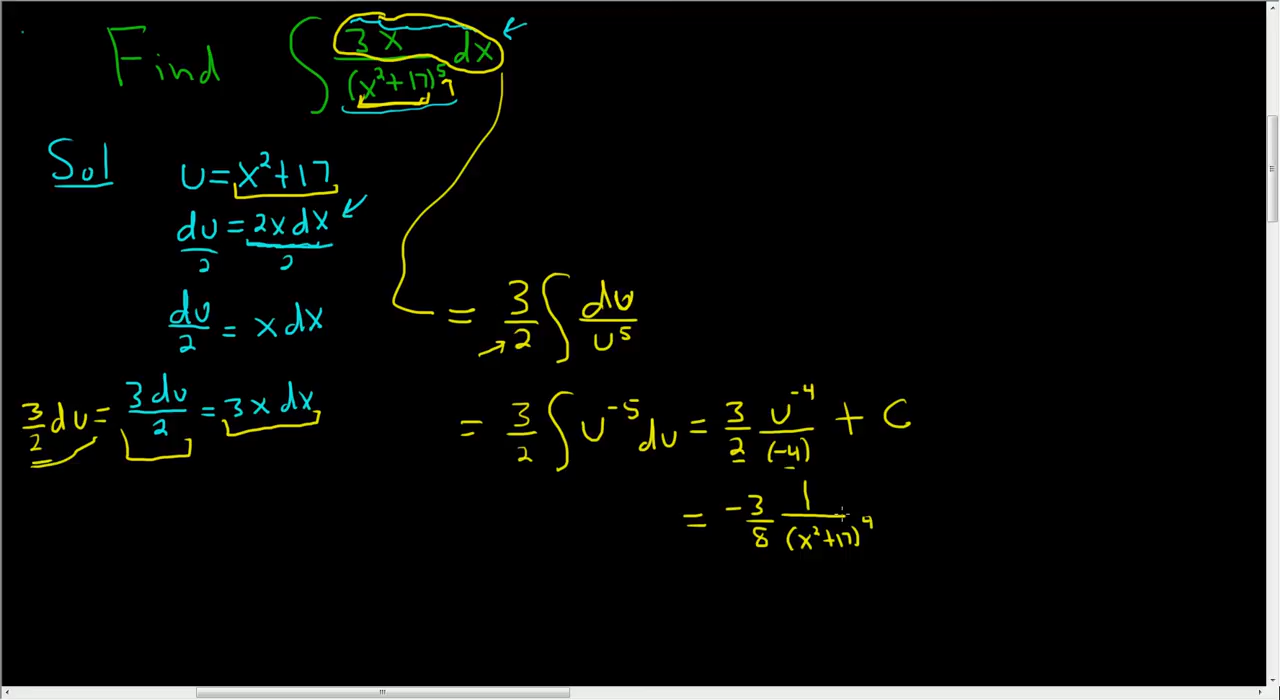 Find ∫ 3x/(x²+17)⁵ dx
Sol
u = x²+17
du/2 = 2x dx/2
du/2 = x dx
3/2 du = 3du/2 = 3x dx
= 3/2 ∫ du/u⁵
= 3/2 ∫ u⁻⁵ du = 3/2 u⁻⁴/(-4) + C
= -3/8 1/(x²+17)⁴